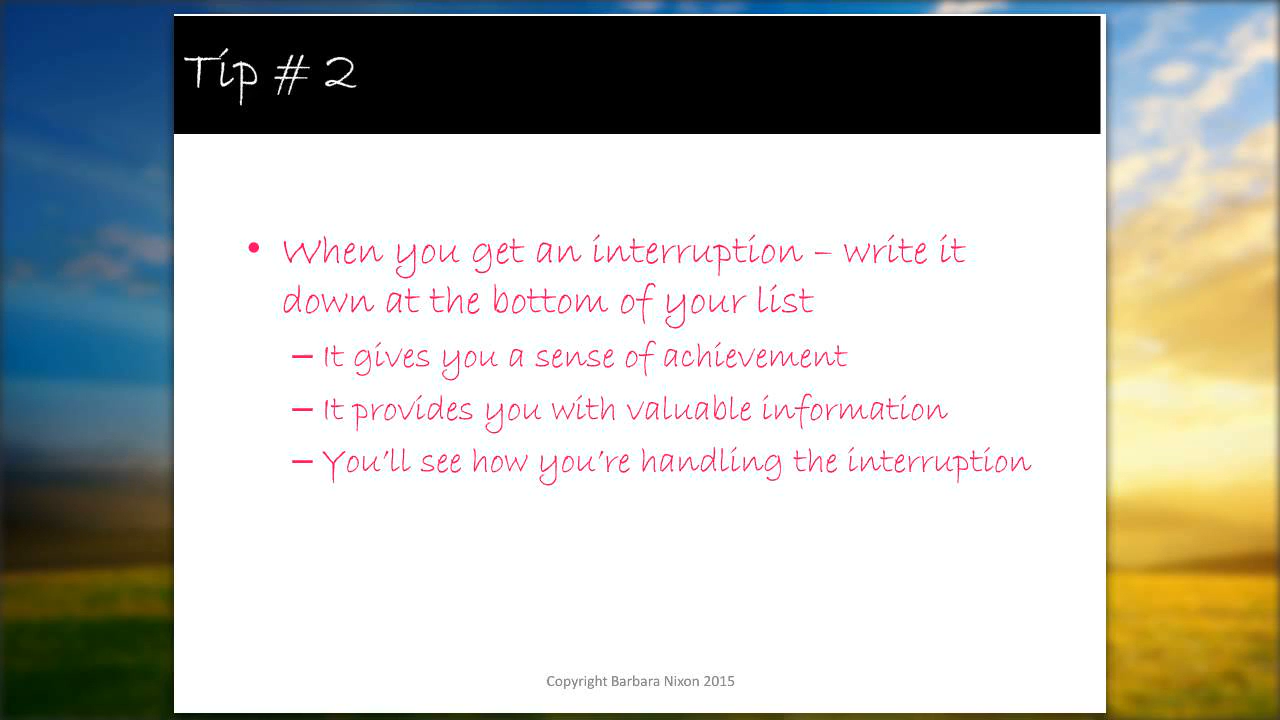 Tip # 2
• When you get an interruption – write it
down at the bottom of your list
– It gives you a sense of achievement
– It provides you with valuable information
– You'll see how you're handling the interruption
Copyright Barbara Nixon 2015